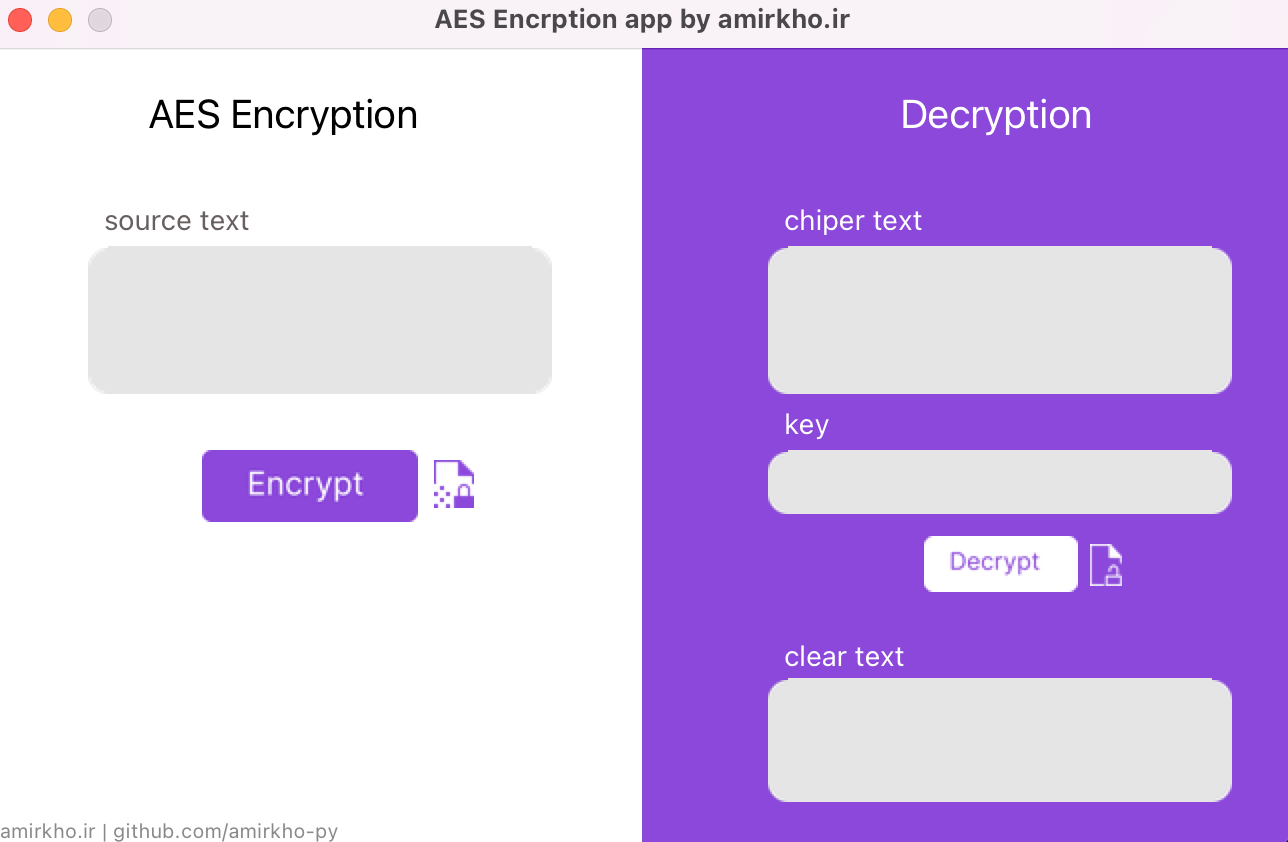 AES Encrption app by amirkho.ir
AES Encryption
source text
Encrypt
amirkho.ir | github.com/amirkho-py
Decryption
chiper text
key
Decrypt
clear text